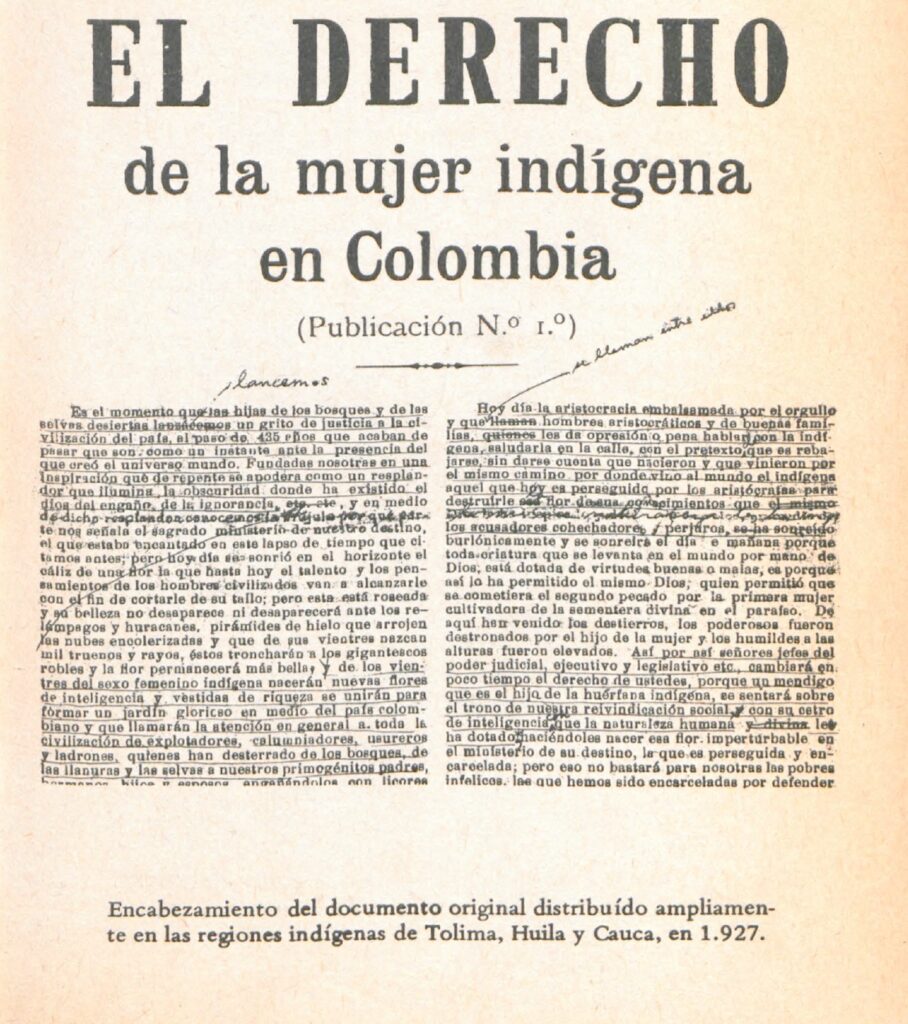 EL DERECHO
de la mujer indígena
en Colombia
(Publicación N.º 1.º)
lancemos
Es el momento que las hijas de los bosques y de las
selvas desiertas lanzacemos un grito de justicia a la ci-
vilización del país, el paso de 435 años que acaban de
pasar que son como un instante ante la presencia del
que creó el universo mundo. Fundadas nosotras en una
inspiración que de repente se apodera como un resplan-
dor que ilumina la obscuridad donde ha existido el
dios del engaño, de la ignorancia, etc. etc., y en medio
de dicho resplandor conocemos la brújula por que par-
te nos señala el sagrado ministerio de nuestro destino,
el que estabo encantado en este lapso de tiempo que ci-
tamos antes; pero hoy día se sonrió en el horizonte el
cáliz de una flor la que hasta hoy el talento y los pen-
samientos de los hombres civilizados van a alcanzarle
con el fin de cortarle de su tallo; pero esta está roseada
y su belleza no desaparece ni desaparecerá ante los re-
lámpagos y huracanes, pirámides de hielo que arrojen
las nubes encolerizadas y que de sus vientres nazcan
mil truenos y rayos, éstos troncharán a los gigantescos
robles y la flor permanecerá más bella; y de los vien-
tres del sexo femenino indígena nacerán nuevas flores
de inteligencia y vestidas de riqueza se unirán para
formar un jardín glorioso en medio del país colom-
biano y que llamarán la atención en general a toda la
civilización de explotadores, calumniadores, usureros
y ladrones, quienes han desterrado de los bosques, de
las llanuras y las selvas a nuestros primogénitos padres,
hermanos, hijos y esposos, engañándolos con licores
se llaman entre ellos
Hoy día la aristocracia embalsamada por el orgullo
y que llaman hombres aristocráticos y de buenas fami-
lias, quienes les da opresión o pena hablar con la indí-
gena, saludarla en la calle, con el pretexto que es reba-
jarse, sin darse cuenta que nacieron y que vinieron por
el mismo camino por donde vino al mundo el indígena
aquel que hoy es perseguido por los aristócratas para
destruirle flor de sus que el mismo
los acusadores cohechadores y perjuros, se ha sonreído
burlónicamente y se sonreirá el día mañana porque
toda criatura que se levanta en el mundo por mano de
Dios, está dotada de virtudes buenas o malas, es porque
así lo ha permitido el mismo Dios; quien permitió que
se cometiera el segundo pecado por la primera mujer
cultivadora de la sementera divina en el paraíso. De
aquí han venido los destierros, los poderosos fueron
destronados por el hijo de la mujer y los humildes a las
alturas fueron elevados. Así por así señores jefes del
poder judicial, ejecutivo y legislativo etc., cambiará en
poco tiempo el derecho de ustedes, porque un mendigo
que es el hijo de la huérfana indígena, se sentará sobre
el trono de nuestra reivindicación social, y con su cetro
de inteligencia que la naturaleza humana y divina les
ha dotado haciéndoles nacer esa flor imperturbable en
el ministerio de su destino, la que es perseguida y en-
carcelada; pero eso no bastará para nosotras las pobres
infelices, las que hemos sido encarceladas por defender
Encabezamiento del documento original distribuído ampliamen-
te en las regiones indígenas de Tolima, Huila y Cauca, en 1.927.